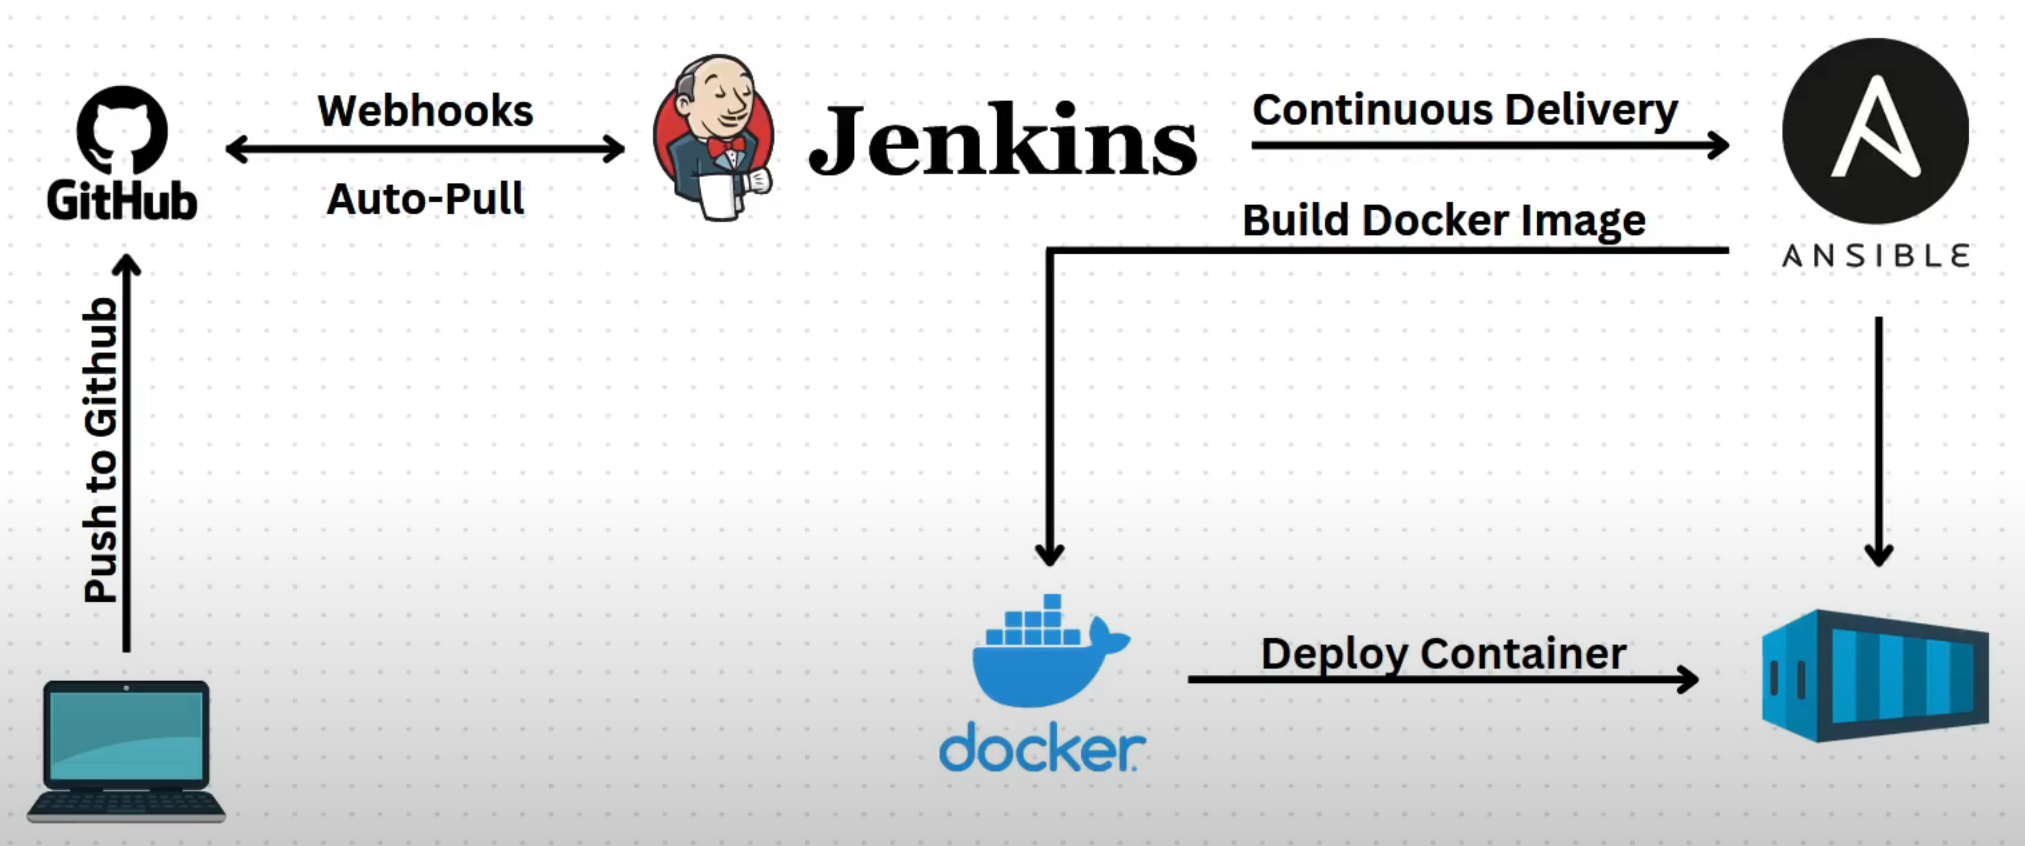 Webhooks
GitHub
Auto-Pull
Jenkins
Continuous Delivery
Build Docker Image
ANSIBLE
Push to Github
docker
Deploy Container